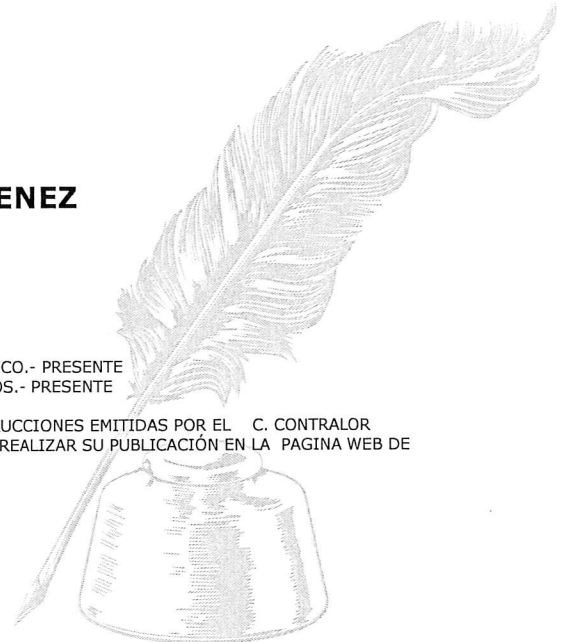 ENEZ
CO.- PRESENTE
OS.- PRESENTE
UCCIONES EMITIDAS POR EL C. CONTRALOR
REALIZAR SU PUBLICACIÓN EN LA PAGINA WEB DE